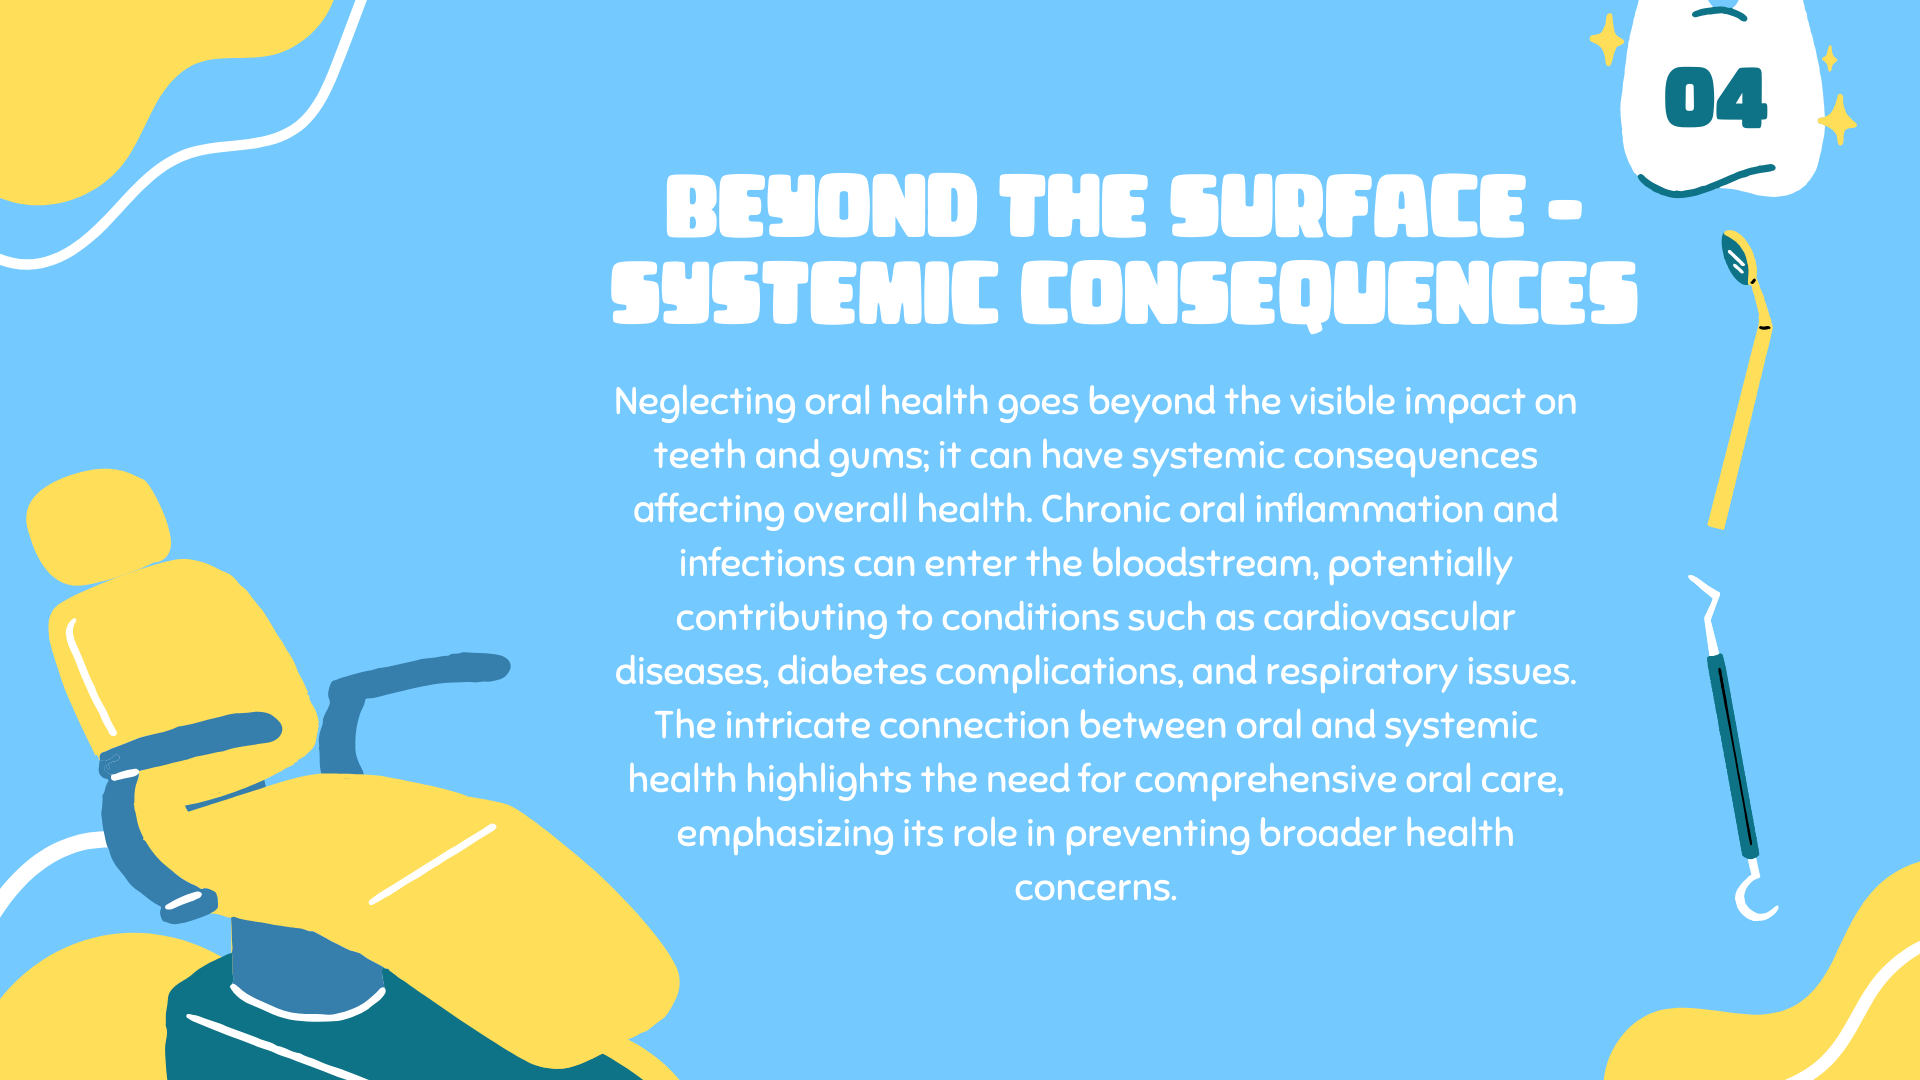 04
BEYOND THE SURFACE -
SYSTEMIC CONSEQUENCES
Neglecting oral health goes beyond the visible impact on
teeth and gums; it can have systemic consequences
affecting overall health. Chronic oral inflammation and
infections can enter the bloodstream, potentially
contributing to conditions such as cardiovascular
diseases, diabetes complications, and respiratory issues.
The intricate connection between oral and systemic
health highlights the need for comprehensive oral care,
emphasizing its role in preventing broader health
concerns.